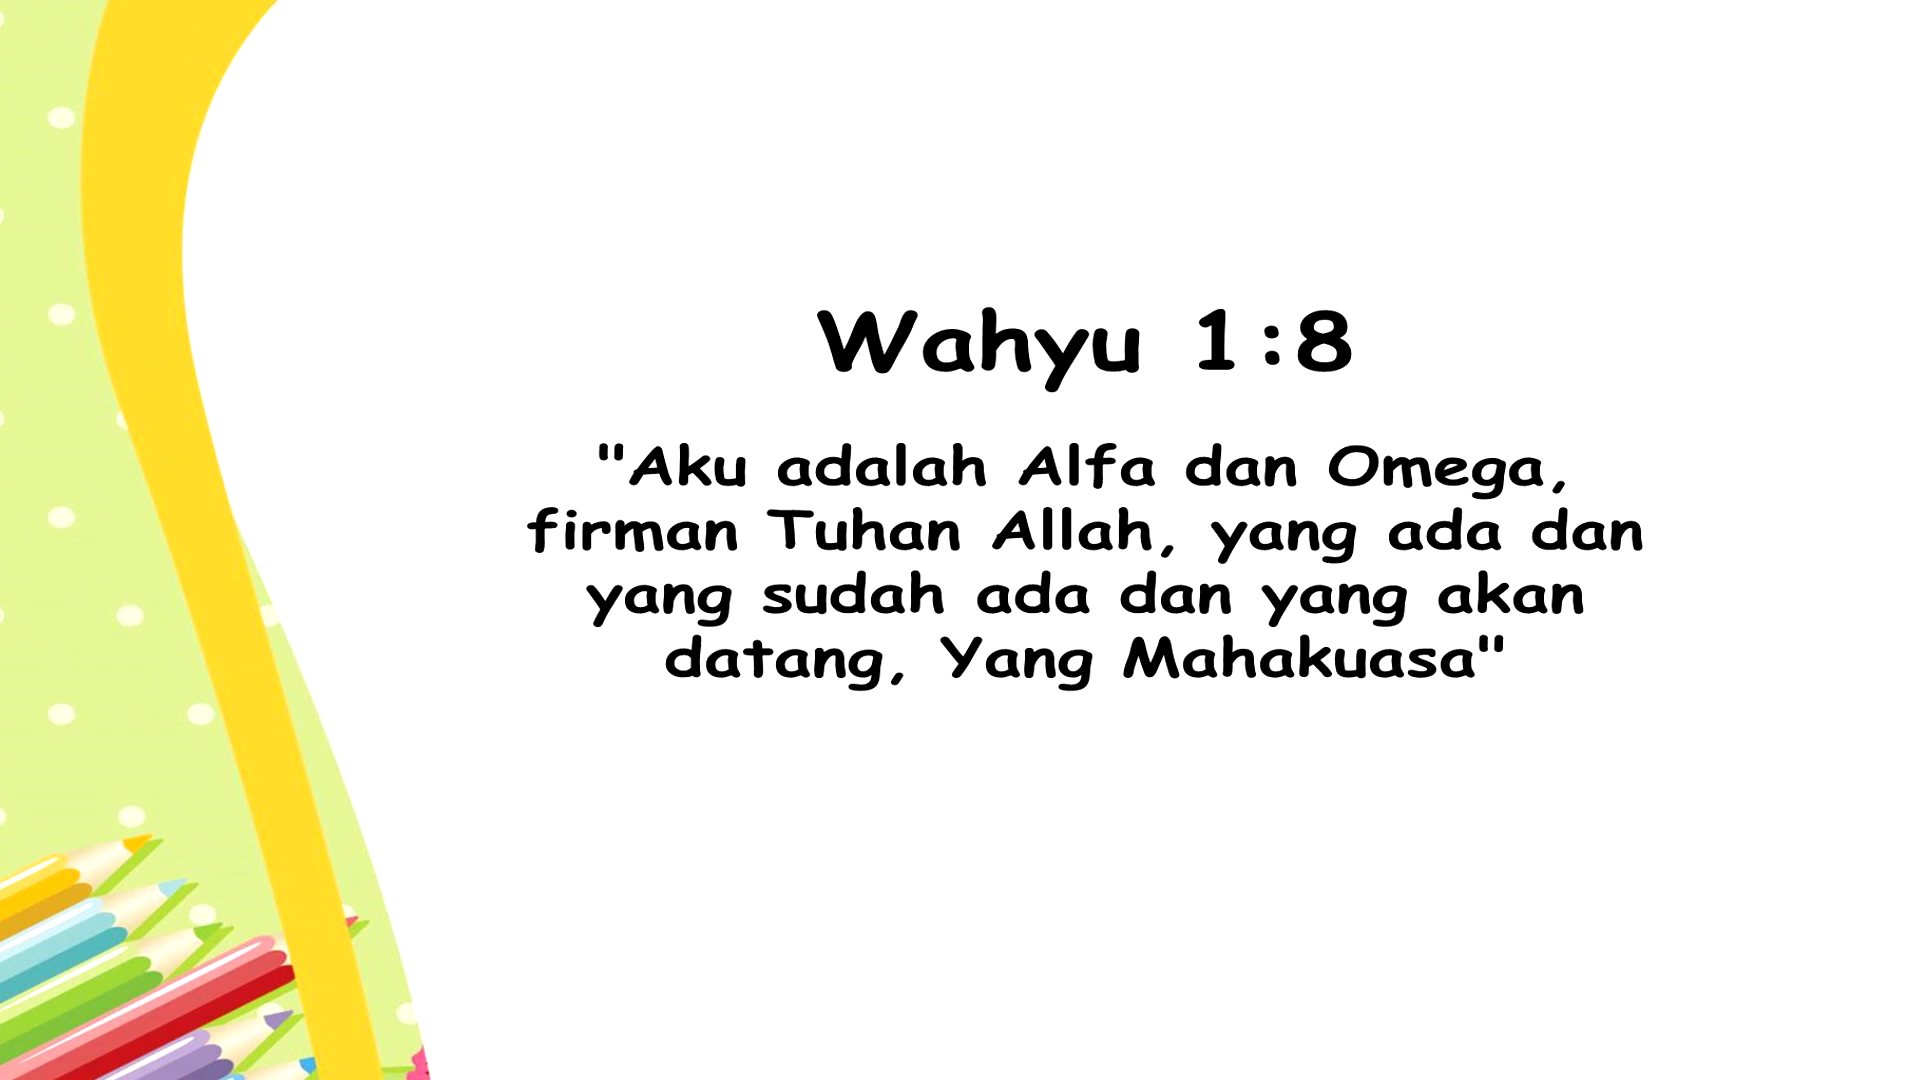 Wahyu 1:8
"Aku adalah Alfa dan Omega,
firman Tuhan Allah, yang ada dan
yang sudah ada dan yang akan
datang, Yang Mahakuasa"